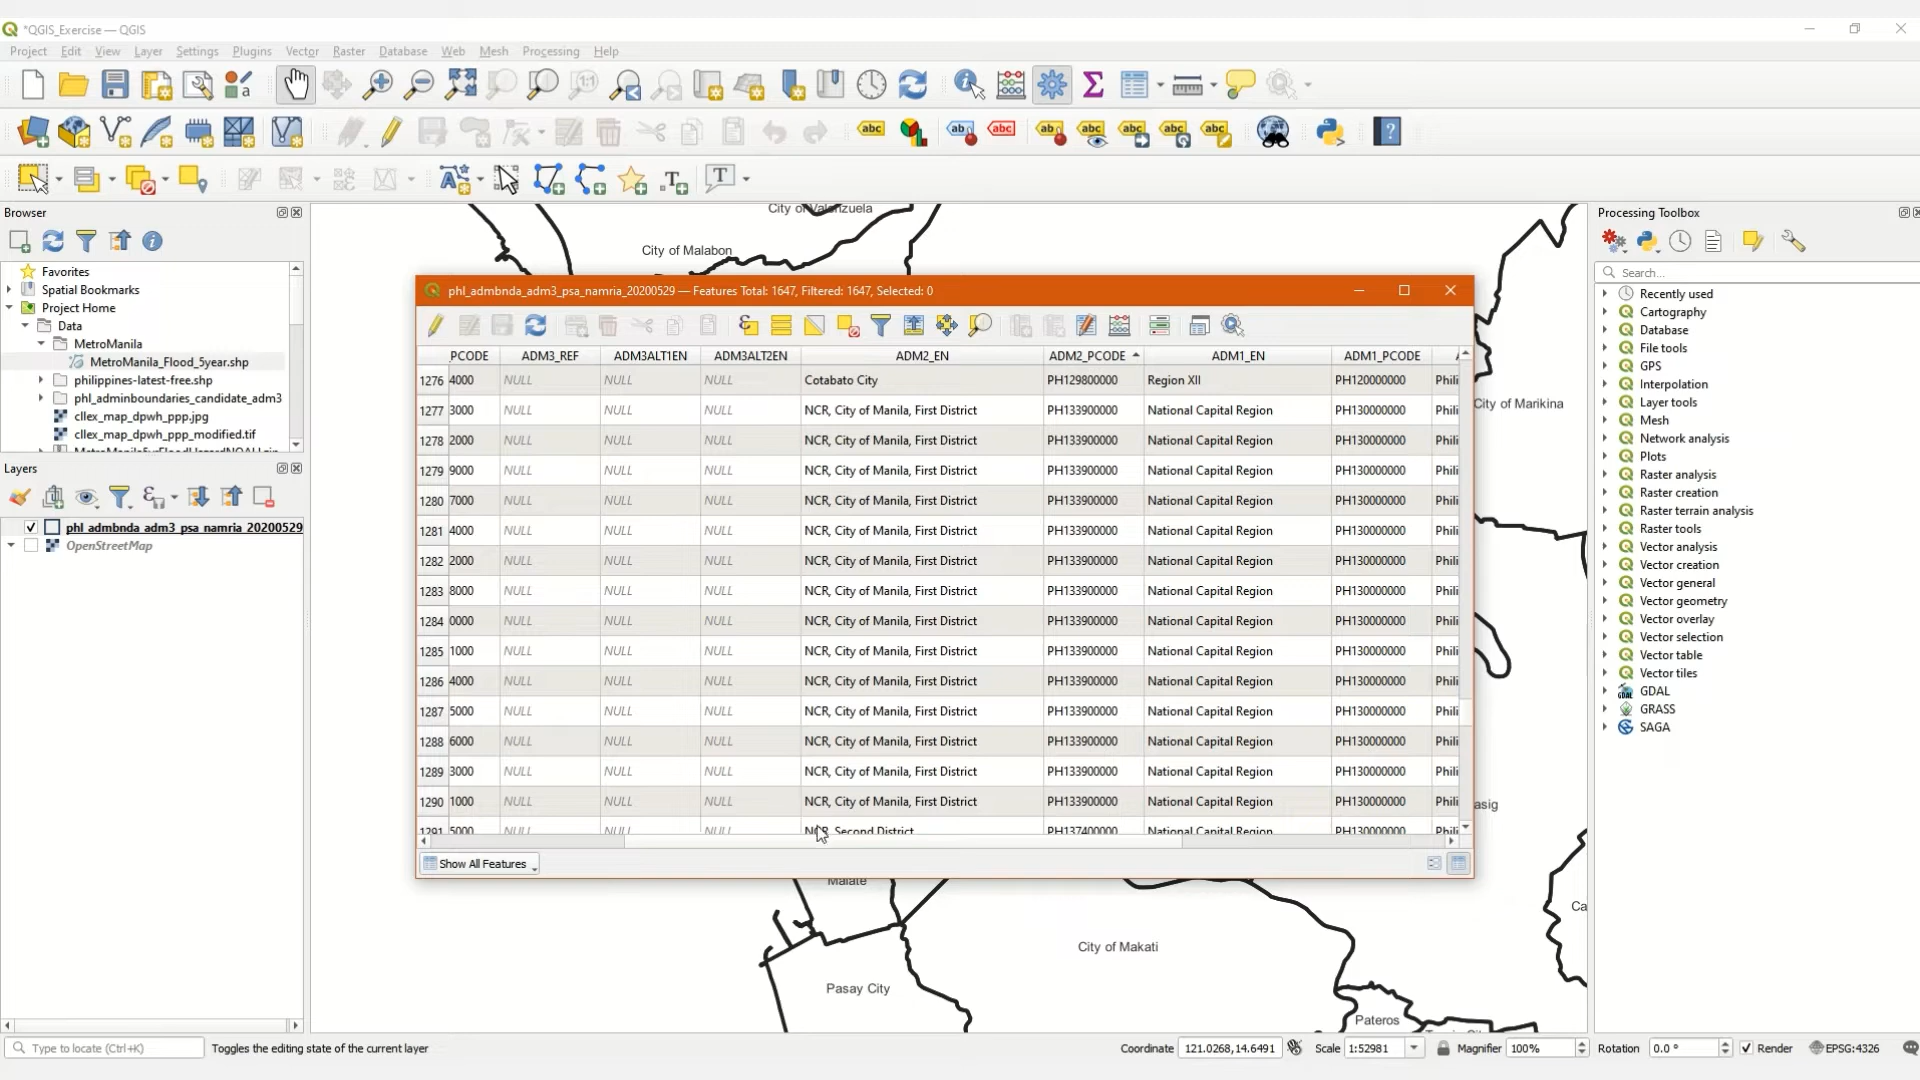 *QGIS_Exercise — QGIS
Project Edit View Layer Settings Plugins Vector Raster Database Web Mesh Processing Help
Browser
Favorites
Spatial Bookmarks
Project Home
Data
MetroManila
MetroManila_Flood_5year.shp
philippines-latest-free.shp
phl_adminboundaries_candidate_adm3
cllex_map_dpwh_ppp.jpg
cllex_map_dpwh_ppp_modified.tif
Layers
phl_admbnda_adm3_psa_namria_20200529
OpenStreetMap
City of Valenzuela
City of Malabon
City of Marikina
asig
Ca
Malate
City of Makati
Pasay City
Pateros
phl_admbnda_adm3_psa_namria_20200529 — Features Total: 1647, Filtered: 1647, Selected: 0
PCODE ADM3_REF ADM3ALT1EN ADM3ALT2EN ADM2_EN ADM2_PCODE ADM1_EN ADM1_PCODE
1276 4000 NULL NULL NULL Cotabato City PH129800000 Region XII PH120000000 Phili
1277 3000 NULL NULL NULL NCR, City of Manila, First District PH133900000 National Capital Region PH130000000 Phili
1278 2000 NULL NULL NULL NCR, City of Manila, First District PH133900000 National Capital Region PH130000000 Phili
1279 9000 NULL NULL NULL NCR, City of Manila, First District PH133900000 National Capital Region PH130000000 Phili
1280 7000 NULL NULL NULL NCR, City of Manila, First District PH133900000 National Capital Region PH130000000 Phili
1281 4000 NULL NULL NULL NCR, City of Manila, First District PH133900000 National Capital Region PH130000000 Phili
1282 2000 NULL NULL NULL NCR, City of Manila, First District PH133900000 National Capital Region PH130000000 Phili
1283 8000 NULL NULL NULL NCR, City of Manila, First District PH133900000 National Capital Region PH130000000 Phili
1284 0000 NULL NULL NULL NCR, City of Manila, First District PH133900000 National Capital Region PH130000000 Phili
1285 1000 NULL NULL NULL NCR, City of Manila, First District PH133900000 National Capital Region PH130000000 Phili
1286 4000 NULL NULL NULL NCR, City of Manila, First District PH133900000 National Capital Region PH130000000 Phili
1287 5000 NULL NULL NULL NCR, City of Manila, First District PH133900000 National Capital Region PH130000000 Phili
1288 6000 NULL NULL NULL NCR, City of Manila, First District PH133900000 National Capital Region PH130000000 Phili
1289 3000 NULL NULL NULL NCR, City of Manila, First District PH133900000 National Capital Region PH130000000 Phili
1290 1000 NULL NULL NULL NCR, City of Manila, First District PH133900000 National Capital Region PH130000000 Phili
1291 5000 NULL NULL NULL NCR, Second District PH137400000 National Capital Region PH130000000 Phili
Show All Features
Processing Toolbox
Search...
Recently used
Cartography
Database
File tools
GPS
Interpolation
Layer tools
Mesh
Network analysis
Plots
Raster analysis
Raster creation
Raster terrain analysis
Raster tools
Vector analysis
Vector creation
Vector general
Vector geometry
Vector overlay
Vector selection
Vector table
Vector tiles
GDAL
GRASS
SAGA
Type to locate (Ctrl+K) Toggles the editing state of the current layer Coordinate 121.0268,14.6491 Scale 1:52981 Magnifier 100% Rotation 0.0 ° Render EPSG:4326